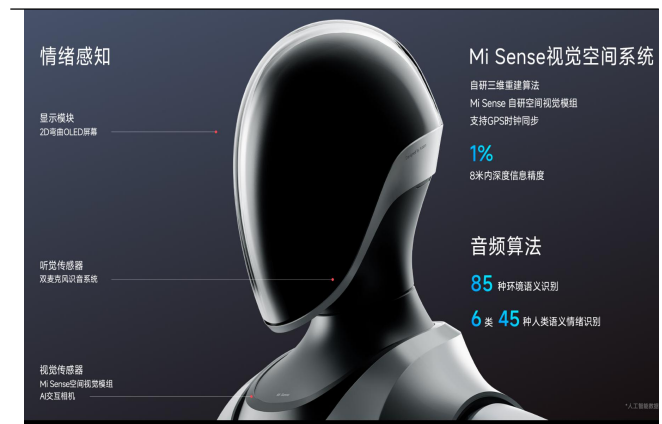 情绪感知
显示模块
2D弯曲OLED屏幕
听觉传感器
双麦克风识音系统
视觉传感器
Mi Sense空间视觉模组
AI交互相机
Mi Sense视觉空间系统
自研三维重建算法
Mi Sense 自研空间视觉模组
支持GPS时钟同步
1%
8米内深度信息精度
音频算法
85 种环境语义识别
6 类 45 种人类语义情绪识别
*人工智能数据